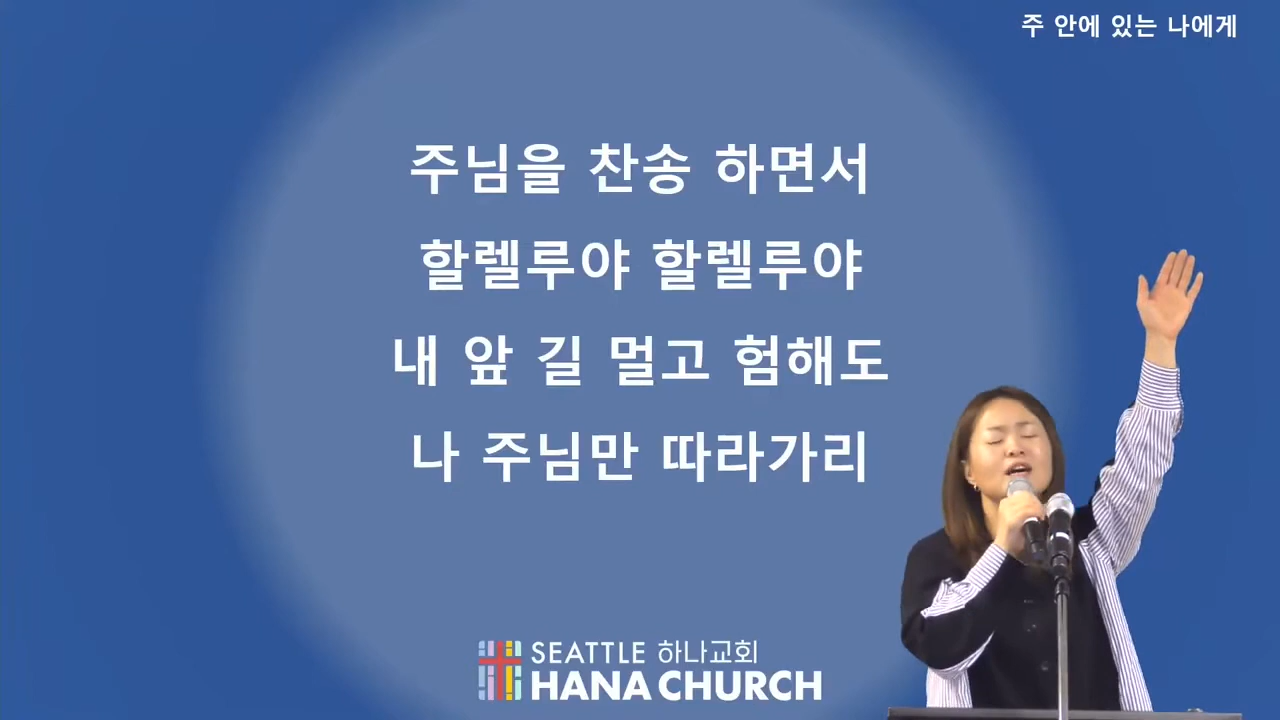 주 안에 있는 나에게
주님을 찬송 하면서
할렐루야 할렐루야
내 앞 길 멀고 험해도
나 주님만 따라가리
SEATTLE 하나교회
HANA CHURCH